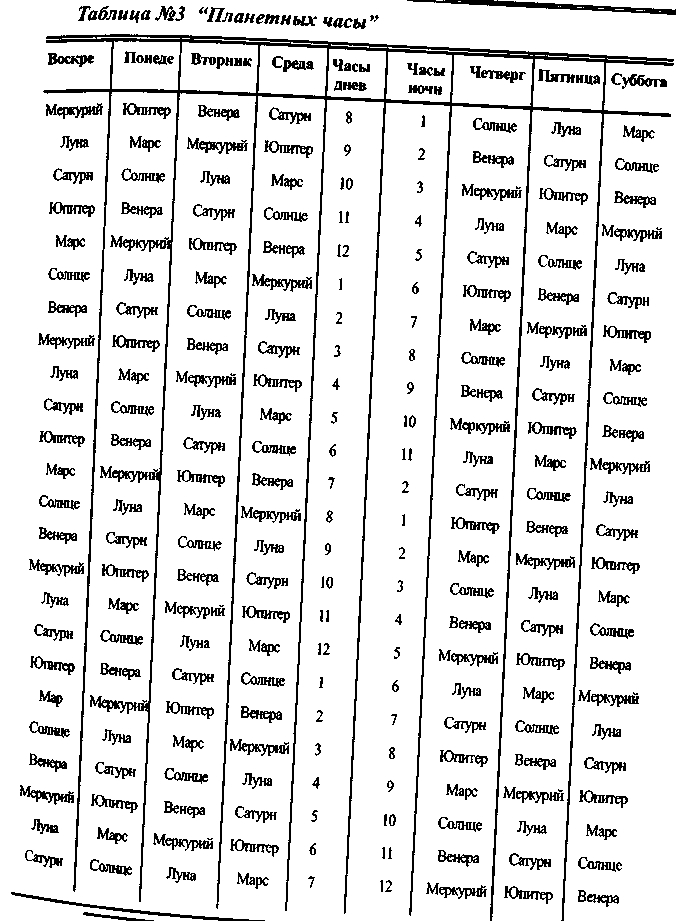 Таблица №3 “Планетных часы”
Воскре Понеде Вторник Среда Часы днев Часы ночн Четверг Пятница Суббота
Меркурий Юпитер Венера Сатурн 8 1 Солнце Луна Марс
Луна Марс Меркурий Юпитер 9 2 Венера Сатурн Солнце
Сатурн Солнце Луна Марс 10 3 Меркурий Юпитер Венера
Юпитер Венера Сатурн Солнце 11 4 Луна Марс Меркурий
Марс Меркурий Юпитер Венера 12 5 Сатурн Солнце Луна
Солнце Луна Марс Меркурий 1 6 Юпитер Венера Сатурн
Венера Сатурн Солнце Луна 2 7 Марс Меркурий Юпитер
Меркурий Юпитер Венера Сатурн 3 8 Солнце Луна Марс
Луна Марс Меркурий Юпитер 4 9 Венера Сатурн Солнце
Сатурн Солнце Луна Марс 5 10 Меркурий Юпитер Венера
Юпитер Венера Сатурн Солнце 6 11 Луна Марс Меркурий
Марс Меркурий Юпитер Венера 7 2 Сатурн Солнце Луна
Солнце Луна Марс Меркурий 8 1 Юпитер Венера Сатурн
Венера Сатурн Солнце Луна 9 2 Марс Меркурий Юпитер
Меркурий Юпитер Венера Сатурн 10 3 Солнце Луна Марс
Луна Марс Меркурий Юпитер 11 4 Венера Сатурн Солнце
Сатурн Солнце Луна Марс 12 5 Меркурий Юпитер Венера
Юпитер Венера Сатурн Солнце 1 6 Луна Марс Меркурий
Мар Меркурий Юпитер Венера 2 7 Сатурн Солнце Луна
Солнце Луна Марс Меркурий 3 8 Юпитер Венера Сатурн
Венера Сатурн Солнце Луна 4 9 Марс Меркурий Юпитер
Меркурий Юпитер Венера Сатурн 5 10 Солнце Луна Марс
Луна Марс Меркурий Юпитер 6 11 Венера Сатурн Солнце
Сатурн Солнце Луна Марс 7 12 Меркурий Юпитер Венера